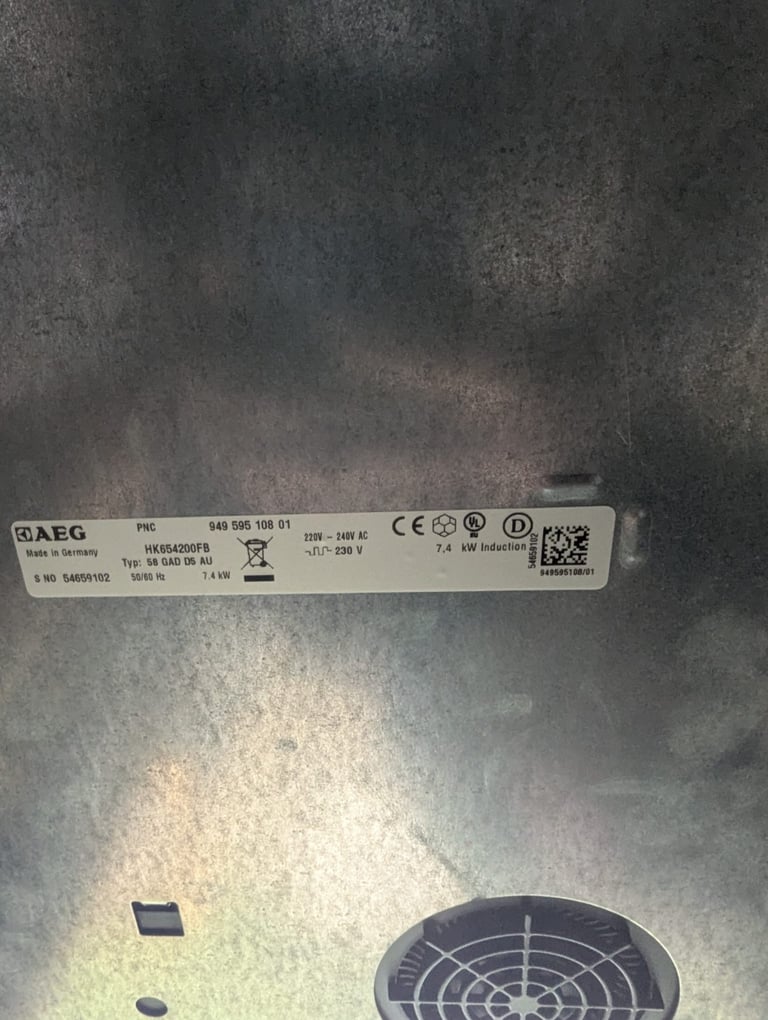 AEG
Made in Germany
S NO 54659102
PNC 949 595 108 01
HK654200FB
Typ: 58 GAD D5 AU
50/60 Hz 7.4 kW
220V - 240V AC
230 V
CE
UL
D
7,4 kW Induction
54659102
949595108/01